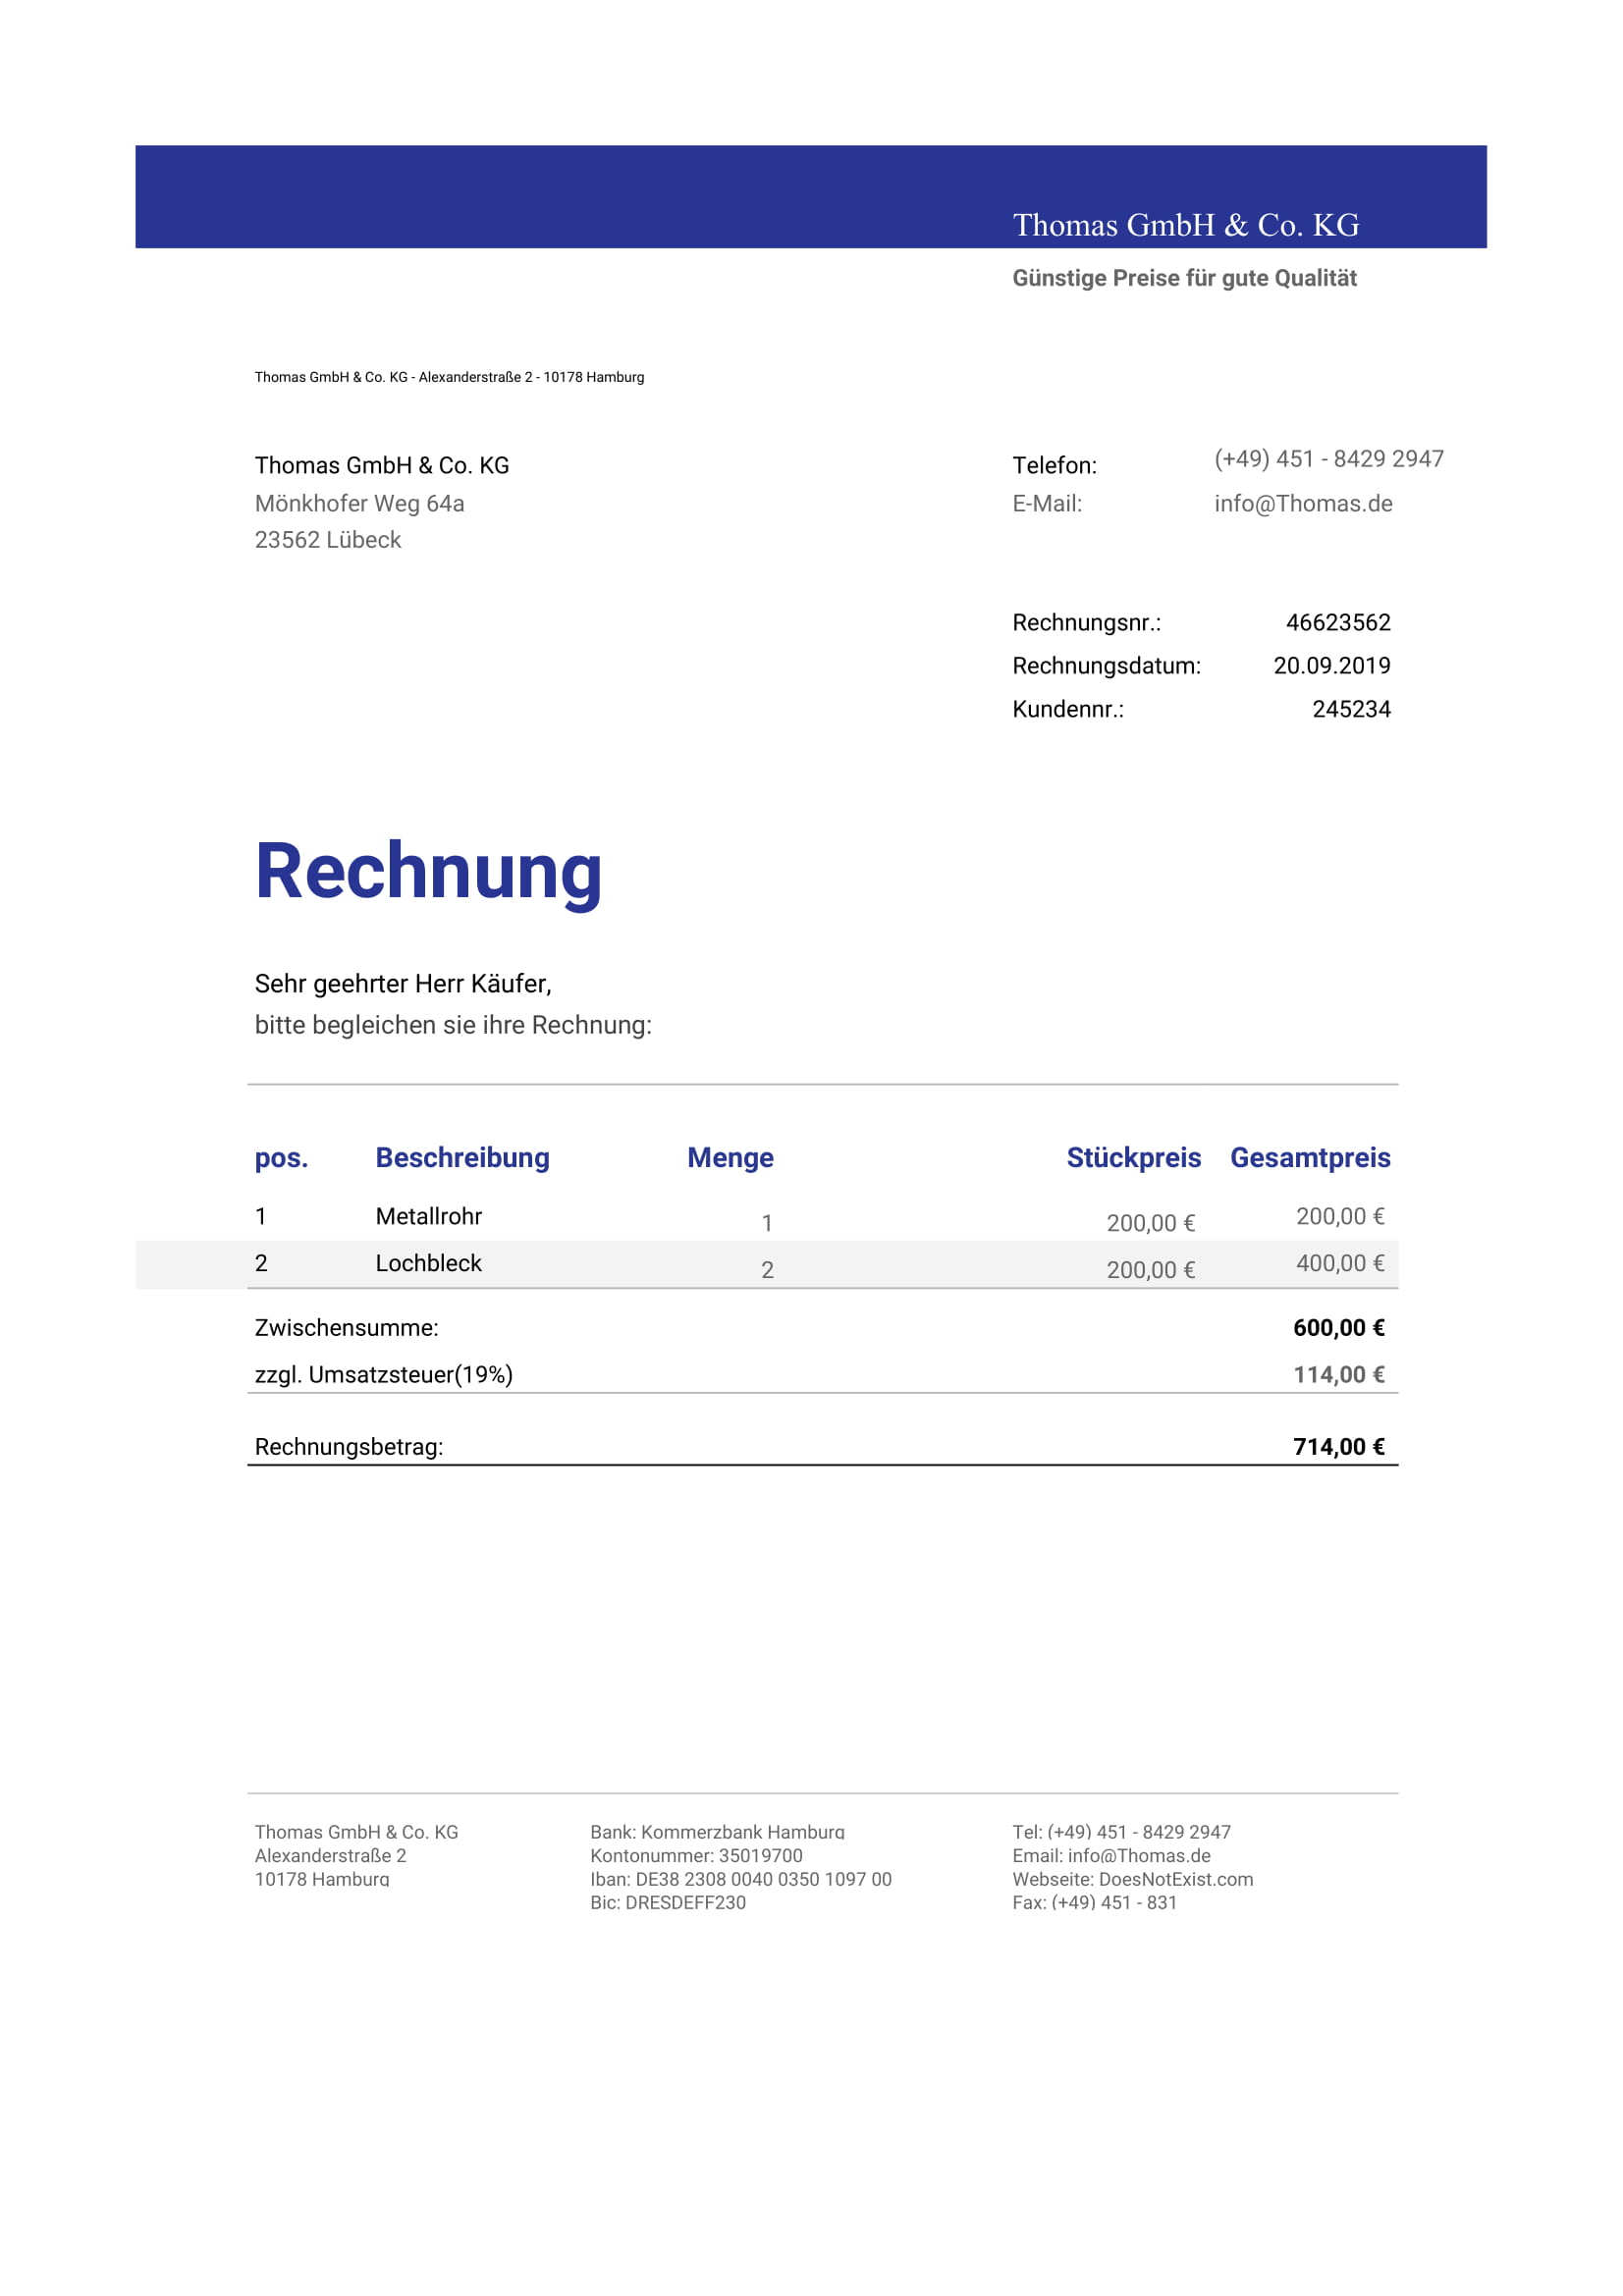 Thomas GmbH & Co. KG
Günstige Preise für gute Qualität
Thomas GmbH & Co. KG - Alexanderstraße 2 - 10178 Hamburg
Thomas GmbH & Co. KG
Mönkhofer Weg 64a
23562 Lübeck
Telefon: (+49) 451 - 8429 2947
E-Mail: info@Thomas.de
Rechnungsnr.: 46623562
Rechnungsdatum: 20.09.2019
Kundennr.: 245234
Rechnung
Sehr geehrter Herr Käufer,
bitte begleichen sie ihre Rechnung:
pos. Beschreibung Menge Stückpreis Gesamtpreis
1 Metallrohr 1 200,00 € 200,00 €
2 Lochbleck 2 200,00 € 400,00 €
Zwischensumme: 600,00 €
zzgl. Umsatzsteuer(19%) 114,00 €
Rechnungsbetrag: 714,00 €
Thomas GmbH & Co. KG
Alexanderstraße 2
10178 Hamburg
Bank: Kommerzbank Hamburg
Kontonummer: 35019700
Iban: DE38 2308 0040 0350 1097 00
Bic: DRESDEFF230
Tel: (+49) 451 - 8429 2947
Email: info@Thomas.de
Webseite: DoesNotExist.com
Fax: (+49) 451 - 831